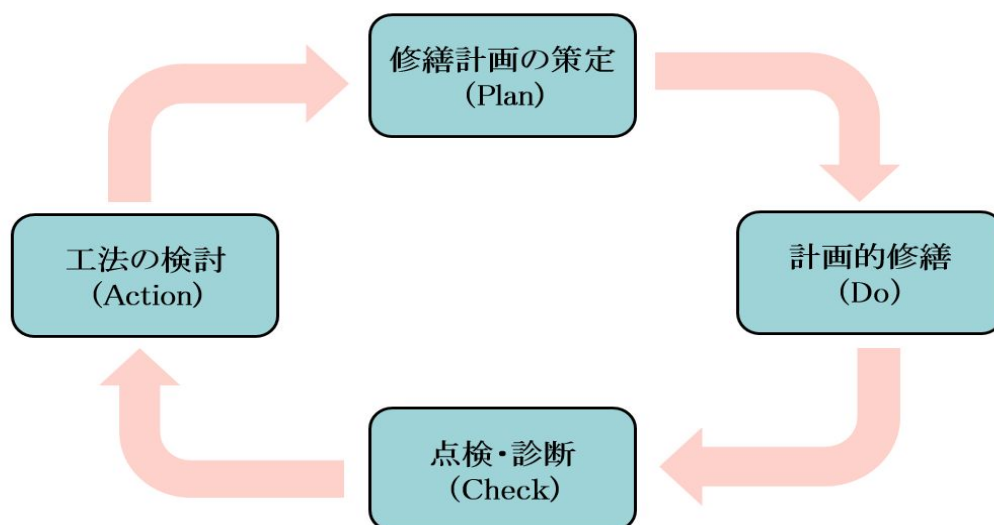 修繕計画の策定
(Plan)
計画的修繕
(Do)
点検・診断
(Check)
工法の検討
(Action)